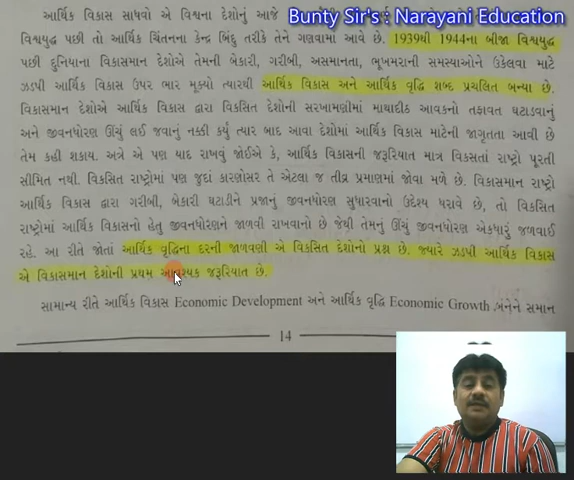 આર્થિક વિકાસ સાધવો એ વિશ્વના દેશોનું આજે
Bunty Sir's: Narayani Education
વિશ્વયુદ્ધ પછી તો આર્થિક ચિંતનના કેન્દ્ર બિંદુ તરીકે તેને ગણવામાં આવે છે. 1939થી 1944ના બીજા વિશ્વયુદ્ધ
પછી દુનિયાના વિકાસમાન દેશોએ તેમની બેકારી, ગરીબી, અસમાનતા, ભૂખમરાની સમસ્યાઓને ઉકેલવા માટે
ઝડપી આર્થિક વિકાસ ઉપર ભાર મૂક્યો ત્યારથી આર્થિક વિકાસ અને આર્થિક વૃદ્ધિ શબ્દ પ્રચલિત બન્યા છે.
વિકાસમાન દેશોએ આર્થિક વિકાસ દ્વારા વિકસિત દેશોની સરખામણીમાં માથાદીઠ આવકનો તફાવત ઘટાડવાનું
અને જીવનધોરણ ઊંચું લઈ જવાનું નક્કી કર્યું ત્યાર બાદ આવા દેશોમાં આર્થિક વિકાસ માટેની જાગૃતતા આવી છે
તેમ કહી શકાય. અત્રે એ પણ યાદ રાખવું જોઈએ કે, આર્થિક વિકાસની જરૂરિયાત માત્ર વિકસતાં રાષ્ટ્રો પૂરતી
સીમિત નથી. વિકસિત રાષ્ટ્રોમાં પણ જુદાં કારણોસર તે એટલા જ તીવ્ર પ્રમાણમાં જોવા મળે છે. વિકાસમાન રાષ્ટ્રો
આર્થિક વિકાસ દ્વારા ગરીબી, બેકારી ઘટાડીને પ્રજાનું જીવનધોરણ સુધારવાનો ઉદ્દેશ્ય ધરાવે છે, તો વિકસિત
રાષ્ટ્રોમાં આર્થિક વિકાસનો હેતુ જીવનધોરણને જાળવી રાખવાનો છે જેથી તેમનું ઊંચું જીવનધોરણ એકધારું જળવાઈ
રહે. આ રીતે જોતાં આર્થિક વૃદ્ધિના દરની જાળવણી એ વિકસિત દેશોનો પ્રશ્ન છે. જ્યારે ઝડપી આર્થિક વિકાસ
એ વિકાસમાન દેશોની પ્રથમ આવશ્યક જરૂરિયાત છે.
સામાન્ય રીતે આર્થિક વિકાસ Economic Development અને આર્થિક વૃદ્ધિ Economic Growth બંનેને સમાન
14